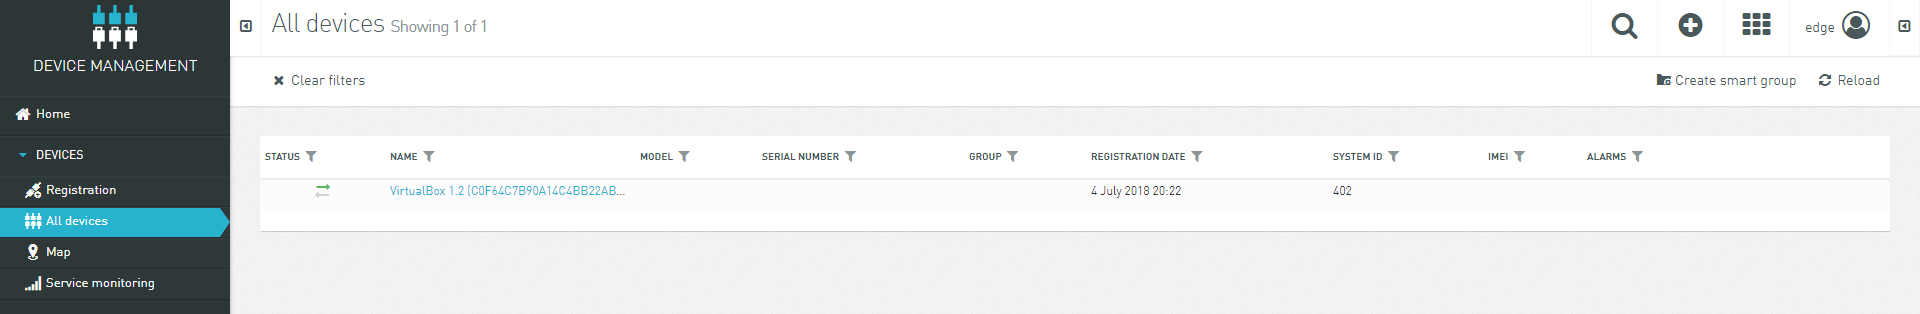 DEVICE MANAGEMENT
Home
DEVICES
Registration
All devices
Map
Service monitoring
All devices Showing 1 of 1
edge
Clear filters
Create smart group Reload
STATUS NAME MODEL SERIAL NUMBER GROUP REGISTRATION DATE SYSTEM ID IMEI ALARMS
VirtualBox 1.2 (C0F64C7B90A14C4BB22AB... 4 July 2018 20:22 402